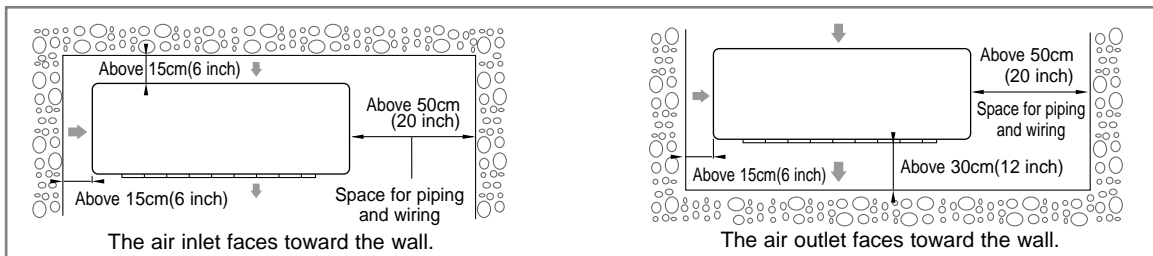 Above 15cm(6 inch)
Above 50cm
(20 inch)
Above 15cm(6 inch)
Space for piping
and wiring
The air inlet faces toward the wall.
Above 50cm
(20 inch)
Space for piping
and wiring
Above 15cm(6 inch)
Above 30cm(12 inch)
The air outlet faces toward the wall.